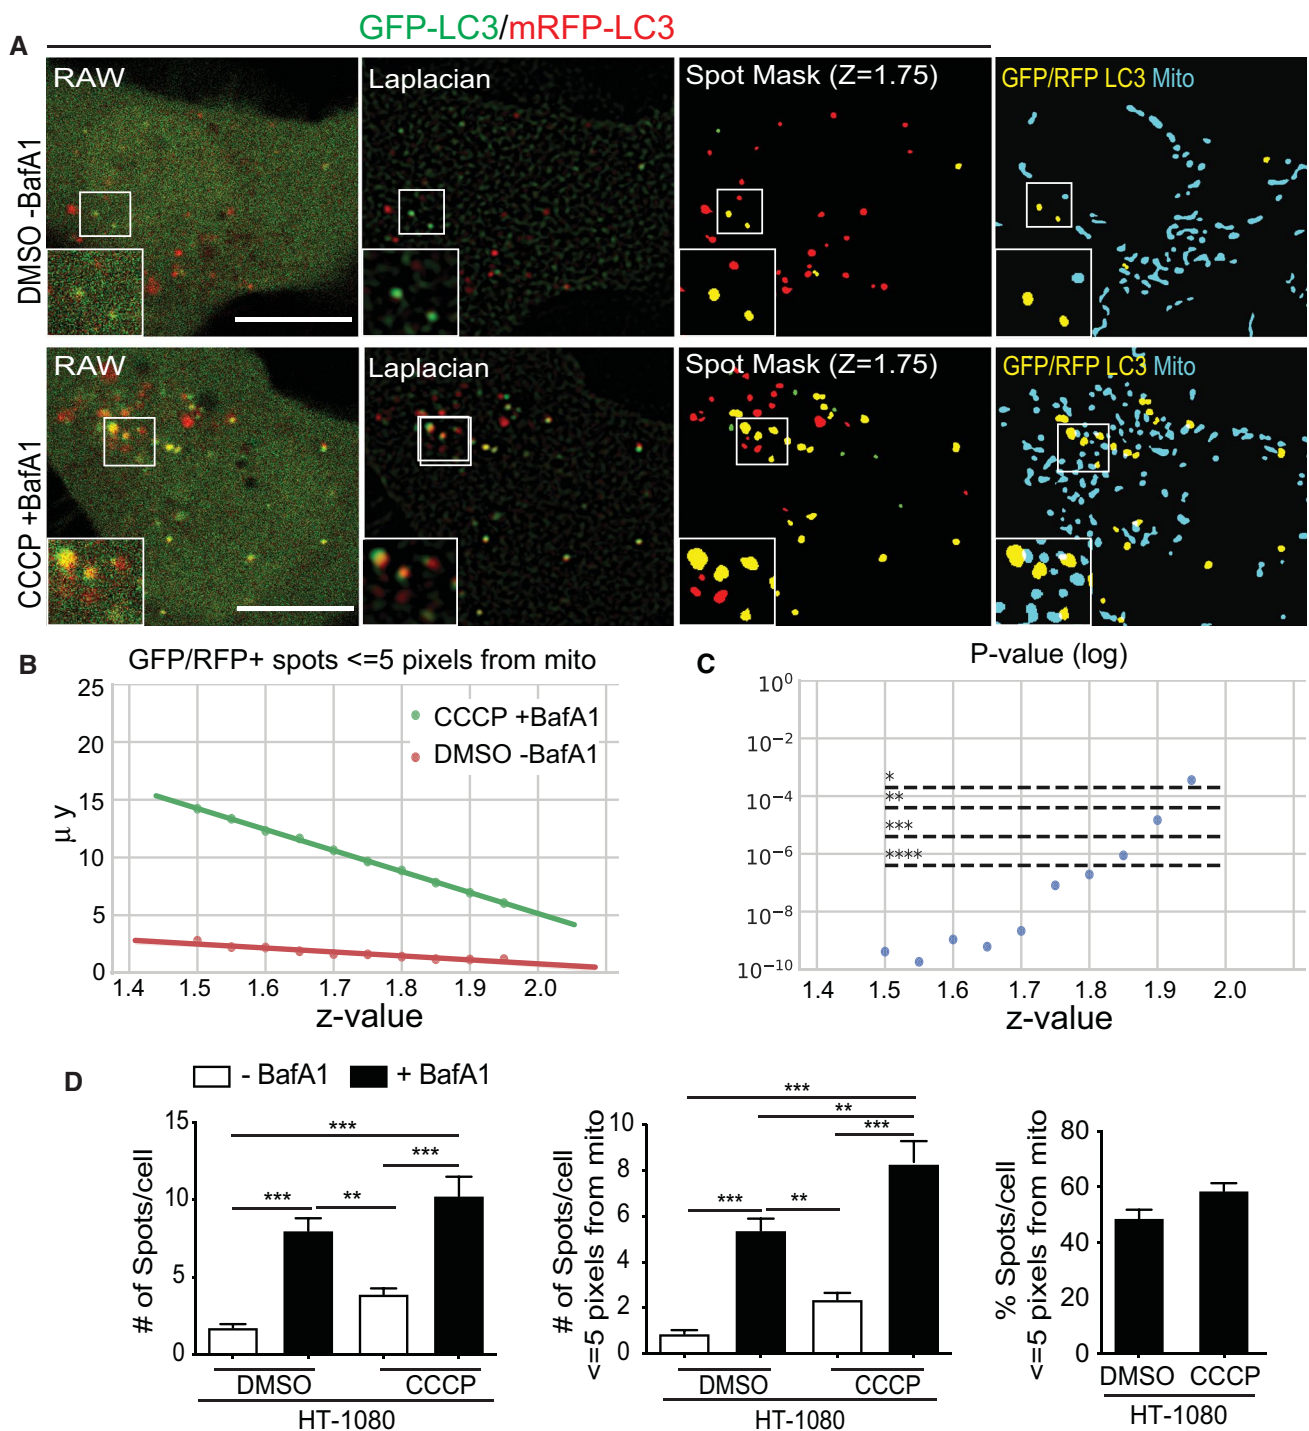 GFP-LC3/mRFP-LC3
A
RAW
Laplacian
Spot Mask (Z=1.75)
GFP/RFP LC3 Mito
DMSO -BafA1
RAW
Laplacian
Spot Mask (Z=1.75)
GFP/RFP LC3 Mito
CCCP +BafA1
B
GFP/RFP+ spots <=5 pixels from mito
25
20
15
10
5
0
μ y
CCCP +BafA1
DMSO -BafA1
1.4 1.5 1.6 1.7 1.8 1.9 2.0
z-value
C
P-value (log)
10^0
10^-2
10^-4
10^-6
10^-8
10^-10
*
**
***
****
1.4 1.5 1.6 1.7 1.8 1.9 2.0
z-value
D
- BafA1 + BafA1
# of Spots/cell
15
10
5
0
***
***
***
**
DMSO CCCP
HT-1080
# of Spots/cell
<=5 pixels from mito
10
8
6
4
2
0
***
**
***
***
**
DMSO CCCP
HT-1080
% Spots/cell
<=5 pixels from mito
80
60
40
20
0
DMSO CCCP
HT-1080